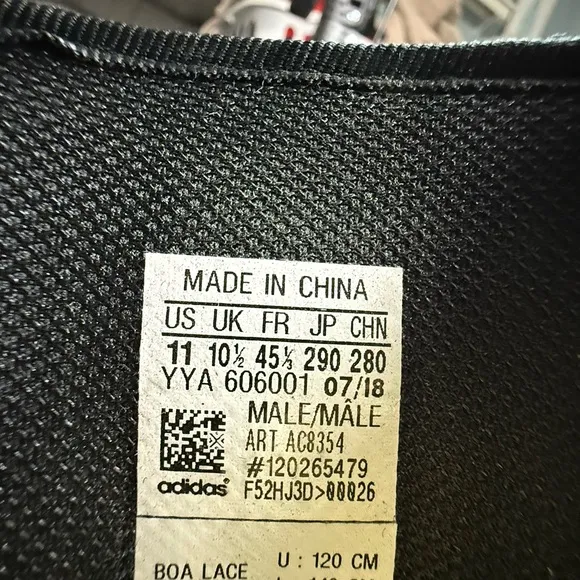 MADE IN CHINA
US UK FR JP CHN
11 10½ 45⅓ 290 280
YYA 606001 07/18
MALE/MÂLE
ART AC8354
#120265479
adidas® F52HJ3D>00026
BOA LACE U : 120 CM